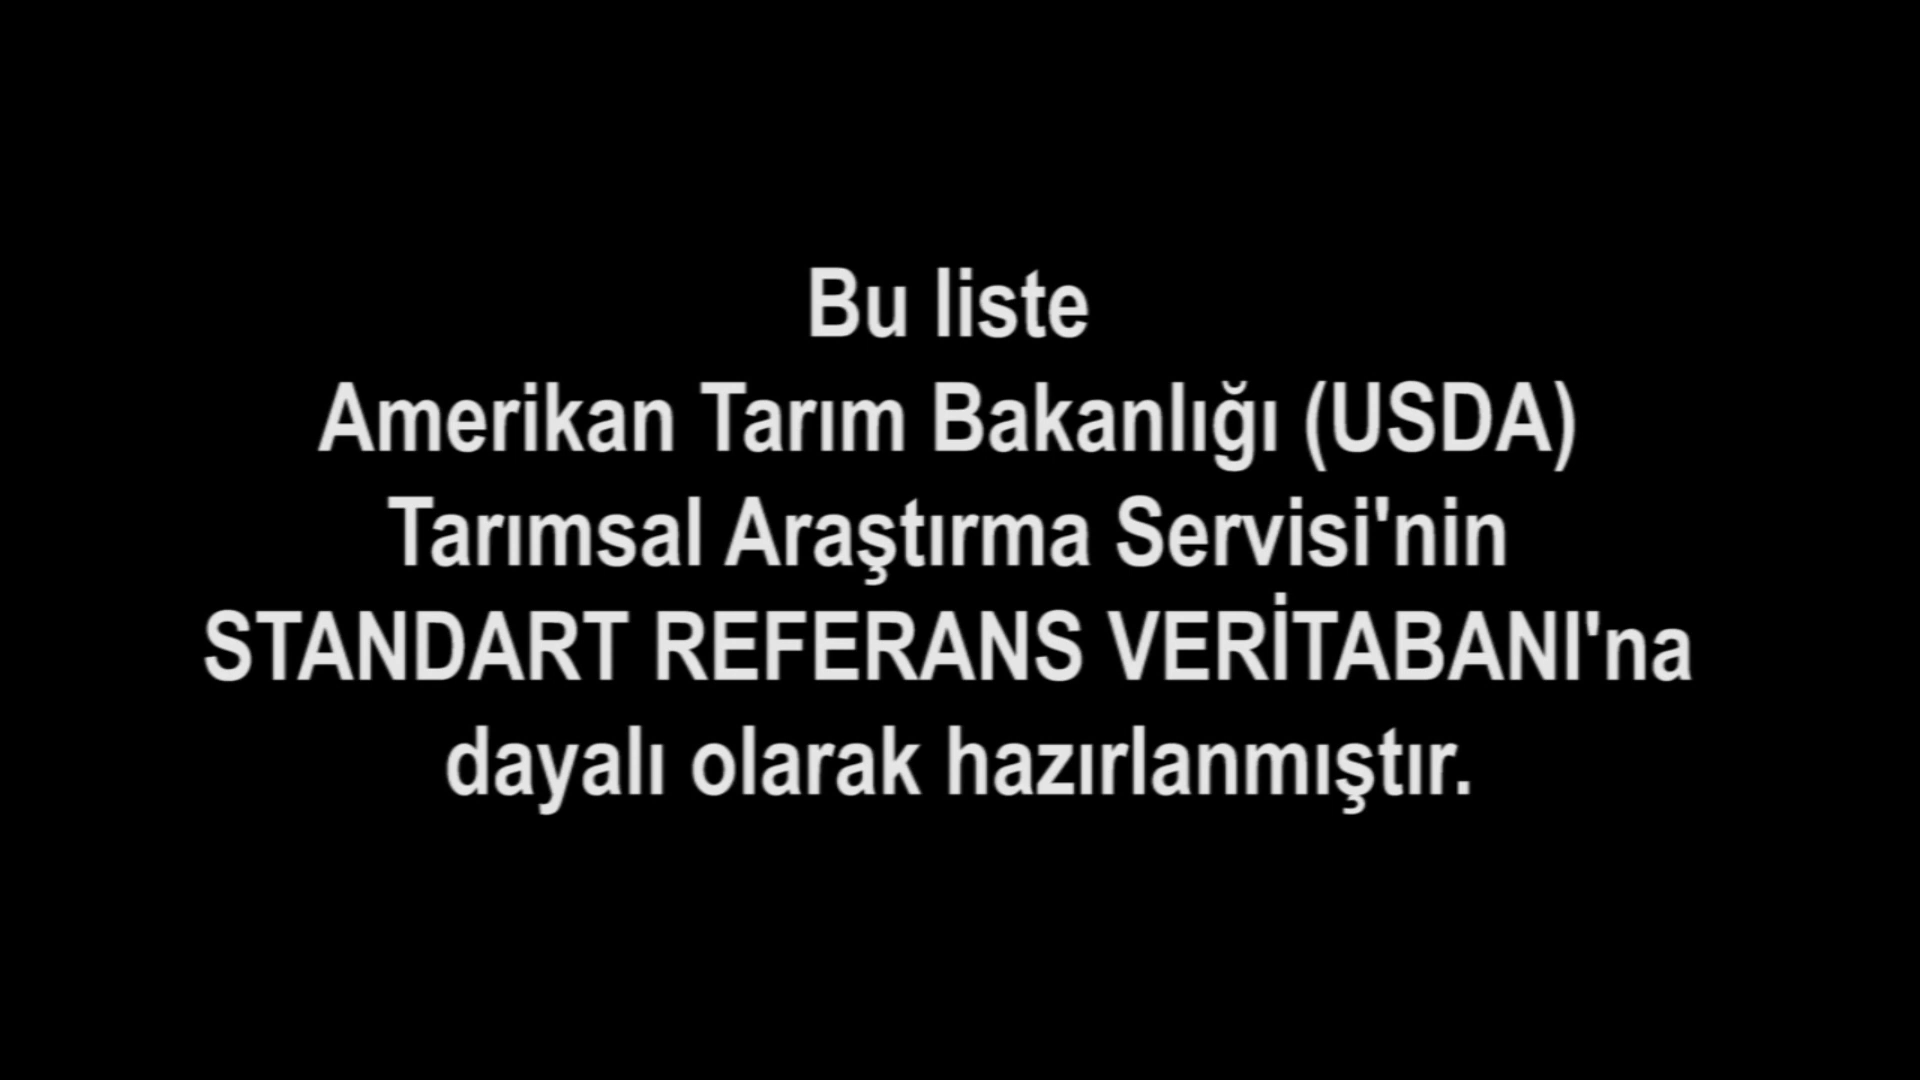 Bu liste
Amerikan Tarım Bakanlığı (USDA)
Tarımsal Araştırma Servisi'nin
STANDART REFERANS VERİTABANI'na
dayalı olarak hazırlanmıştır.